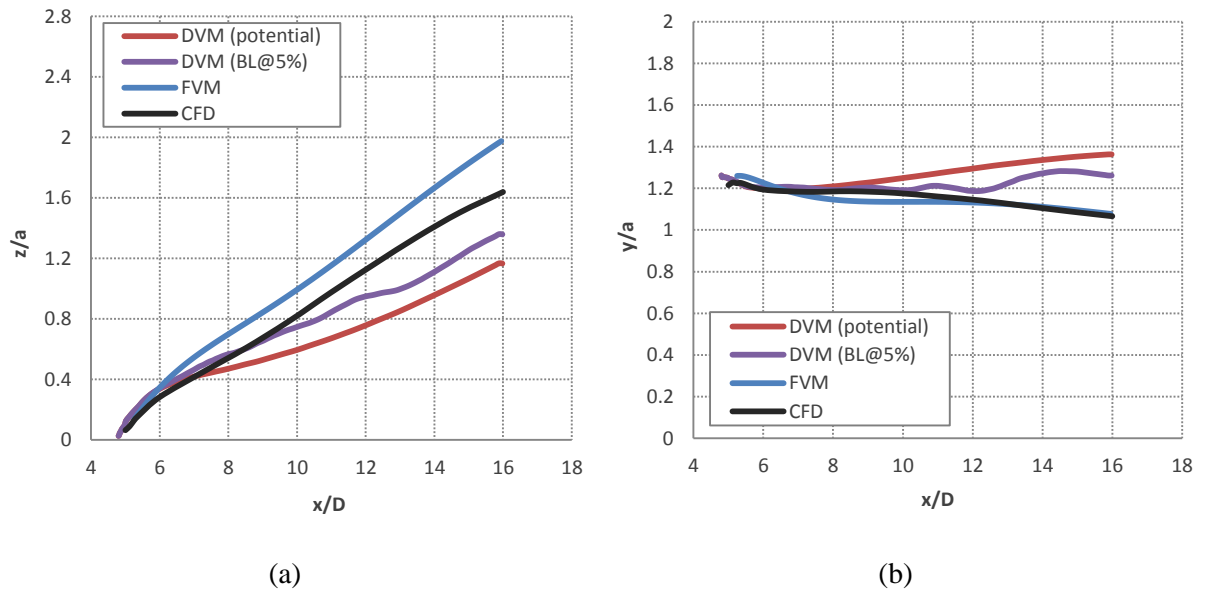 2.8
2.4
2
1.6
1.2
0.8
0.4
0
z/a
DVM (potential)
DVM (BL@5%)
FVM
CFD
4 6 8 10 12 14 16 18
x/D
(a)
2
1.8
1.6
1.4
1.2
1
0.8
0.6
0.4
0.2
0
y/a
DVM (potential)
DVM (BL@5%)
FVM
CFD
4 6 8 10 12 14 16 18
x/D
(b)